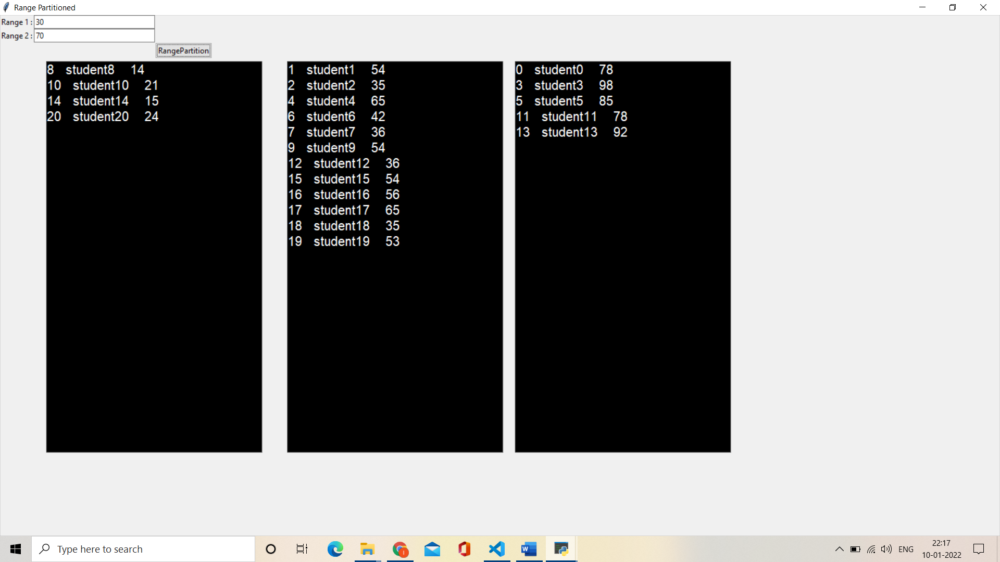 Range Partitioned
Range 1 : 30
Range 2 : 70
RangePartition
8 student8 14
10 student10 21
14 student14 15
20 student20 24
1 student1 54
2 student2 35
4 student4 65
6 student6 42
7 student7 36
9 student9 54
12 student12 36
15 student15 54
16 student16 56
17 student17 65
18 student18 35
19 student19 53
0 student0 78
3 student3 98
5 student5 85
11 student11 78
13 student13 92
Type here to search
W
ENG
22:17
10-01-2022